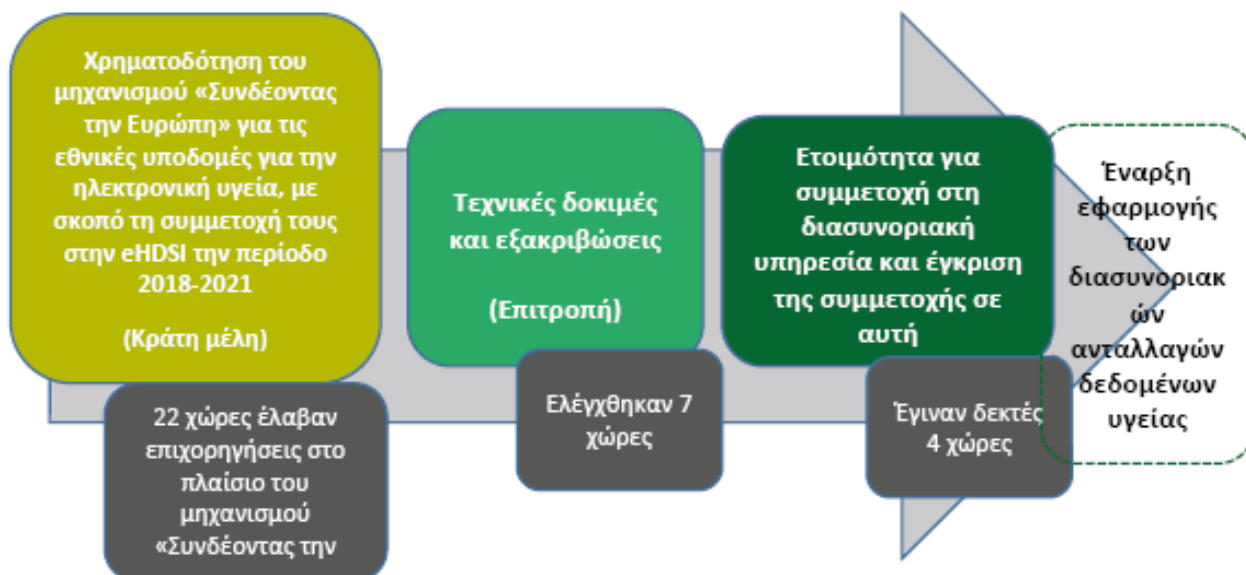 Χρηματοδότηση του
μηχανισμού «Συνδέοντας
την Ευρώπη» για τις
εθνικές υποδομές για την
ηλεκτρονική υγεία, με
σκοπό τη συμμετοχή τους
στην eHDSI την περίοδο
2018-2021
(Κράτη μέλη)
22 χώρες έλαβαν
επιχορηγήσεις στο
πλαίσιο του
μηχανισμού
«Συνδέοντας την
Τεχνικές δοκιμές
και εξακριβώσεις
(Επιτροπή)
Ελέγχθηκαν 7
χώρες
Ετοιμότητα για
συμμετοχή στη
διασυνοριακή
υπηρεσία και έγκριση
της συμμετοχής σε
αυτή
Έγιναν δεκτές
4 χώρες
Έναρξη
εφαρμογής
των
διασυνοριακ
ών
ανταλλαγών
δεδομένων
υγείας